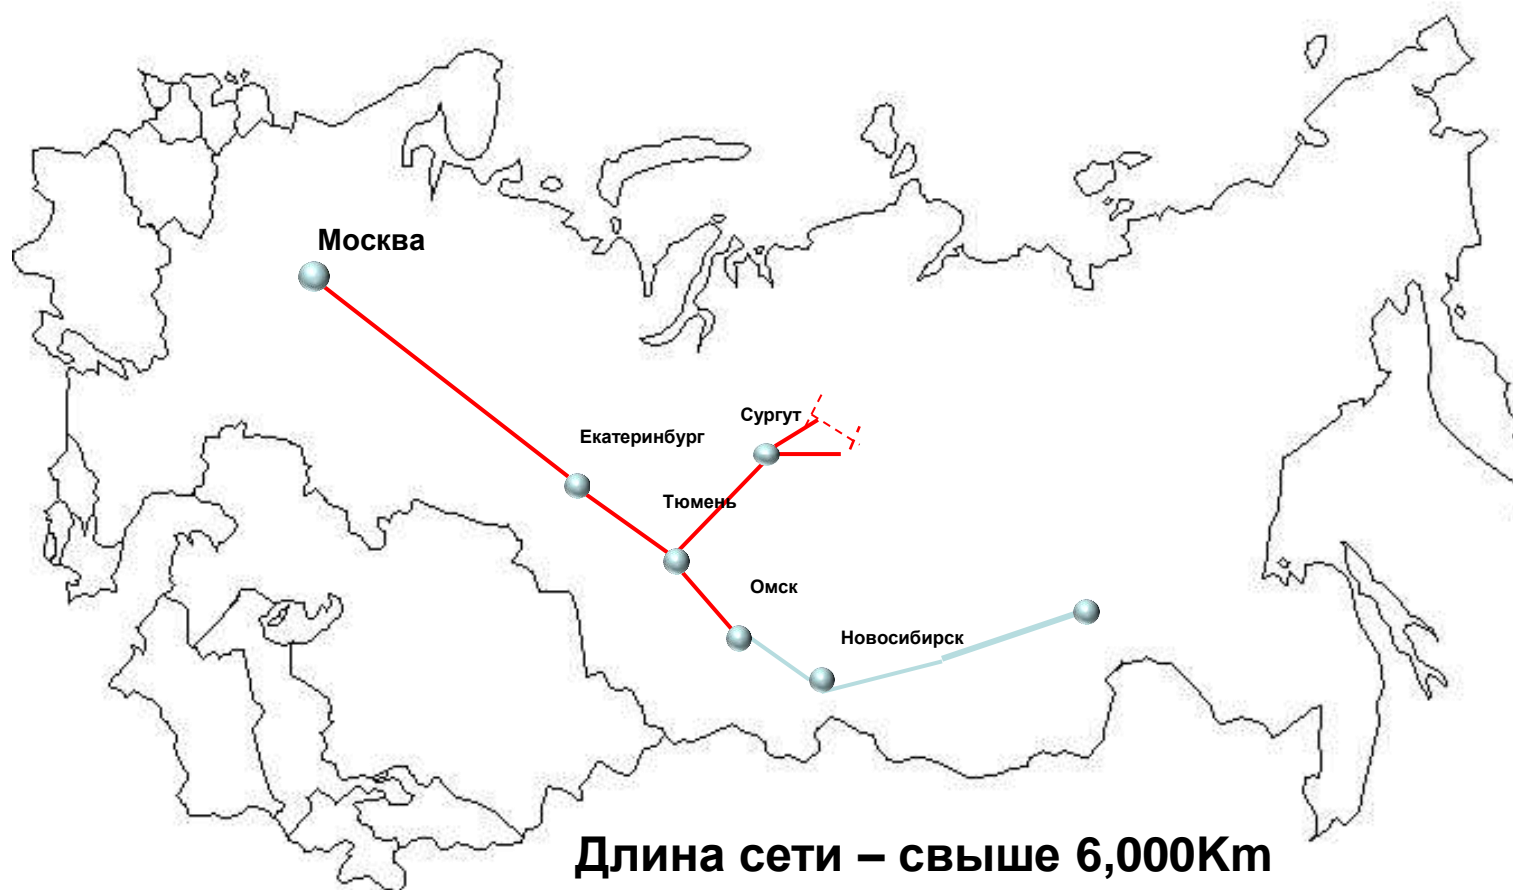 Москва
Сургут
Екатеринбург
Тюмень
Омск
Новосибирск
Длина сети – свыше 6,000Km